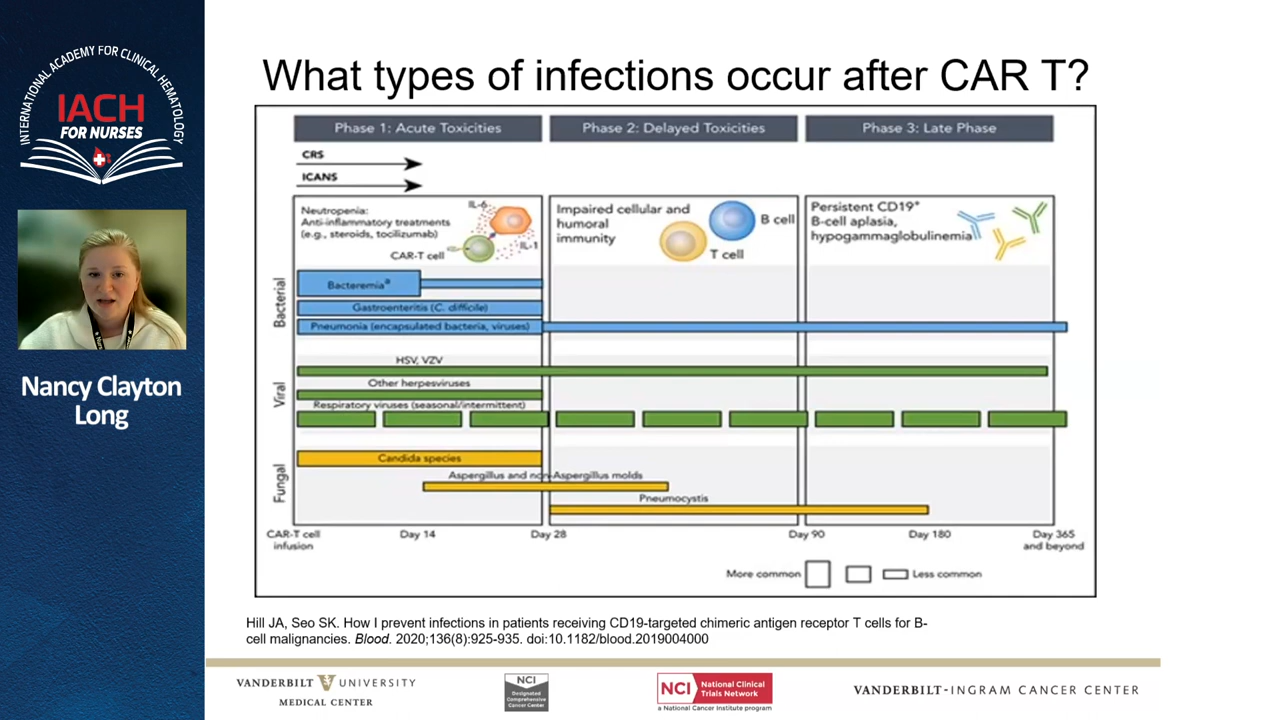 INTERNATIONAL ACADEMY FOR CLINICAL HEMATOLOGY
IACH
FOR NURSES
Nancy Clayton
Long
What types of infections occur after CAR T?
Phase 1: Acute Toxicities
Phase 2: Delayed Toxicities
Phase 3: Late Phase
CRS
ICANS
Neutropenia:
Anti-inflammatory treatments
(e.g., steroids, tocilizumab)
IL-6
IL-1
CAR-T cell
Impaired cellular and
humoral
immunity
B cell
T cell
Persistent CD19⁺
B-cell aplasia,
hypogammaglobulinemia
Bacterial
Bacteremiaᵃ
Gastroenteritis (C. difficile)
Pneumonia (encapsulated bacteria, viruses)
Viral
HSV, VZV
Other herpesviruses
Respiratory viruses (seasonal/intermittent)
Fungal
Candida species
Aspergillus and non-Aspergillus molds
Pneumocystis
CAR-T cell
infusion
Day 14
Day 28
Day 90
Day 180
Day 365
and beyond
More common
Less common
Hill JA, Seo SK. How I prevent infections in patients receiving CD19-targeted chimeric antigen receptor T cells for B-
cell malignancies. Blood. 2020;136(8):925-935. doi:10.1182/blood.2019004000
VANDERBILT UNIVERSITY
MEDICAL CENTER
NCI
Designated
Comprehensive
Cancer Center
NCI National Clinical
Trials Network
a National Cancer Institute program
VANDERBILT-INGRAM CANCER CENTER